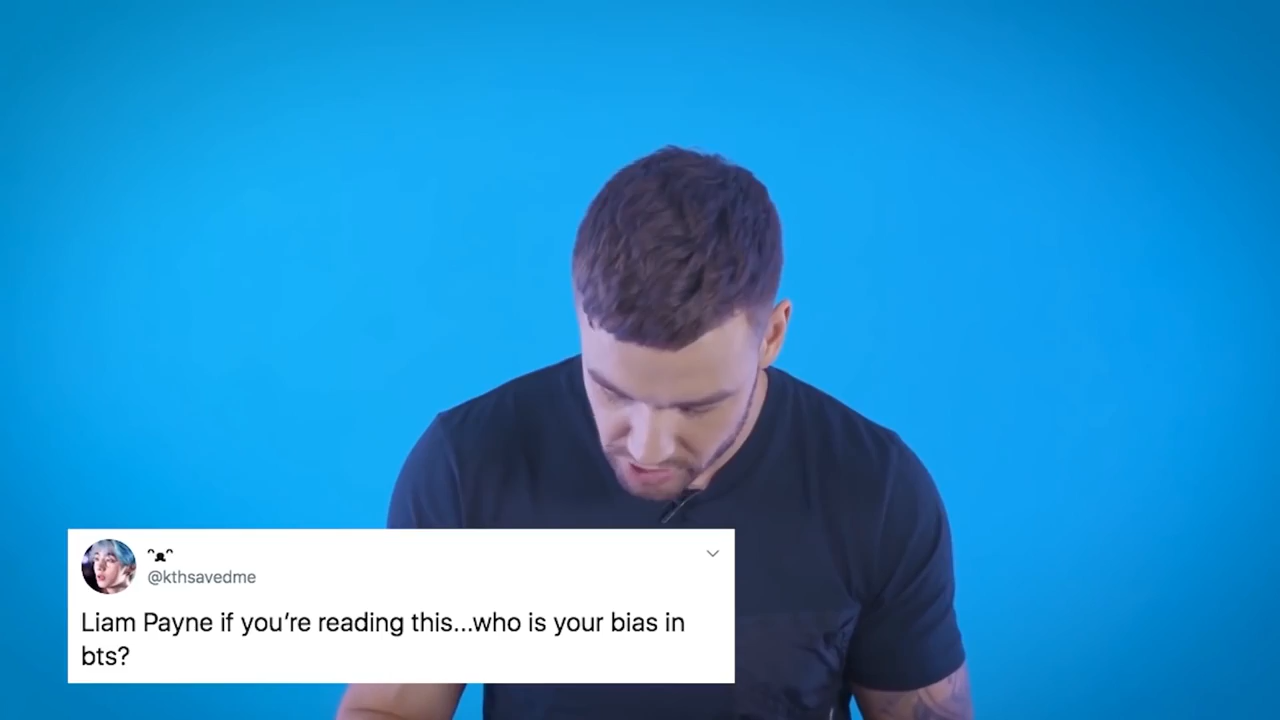 ^ﻌ^
@kthsavedme
Liam Payne if you’re reading this...who is your bias in
bts?